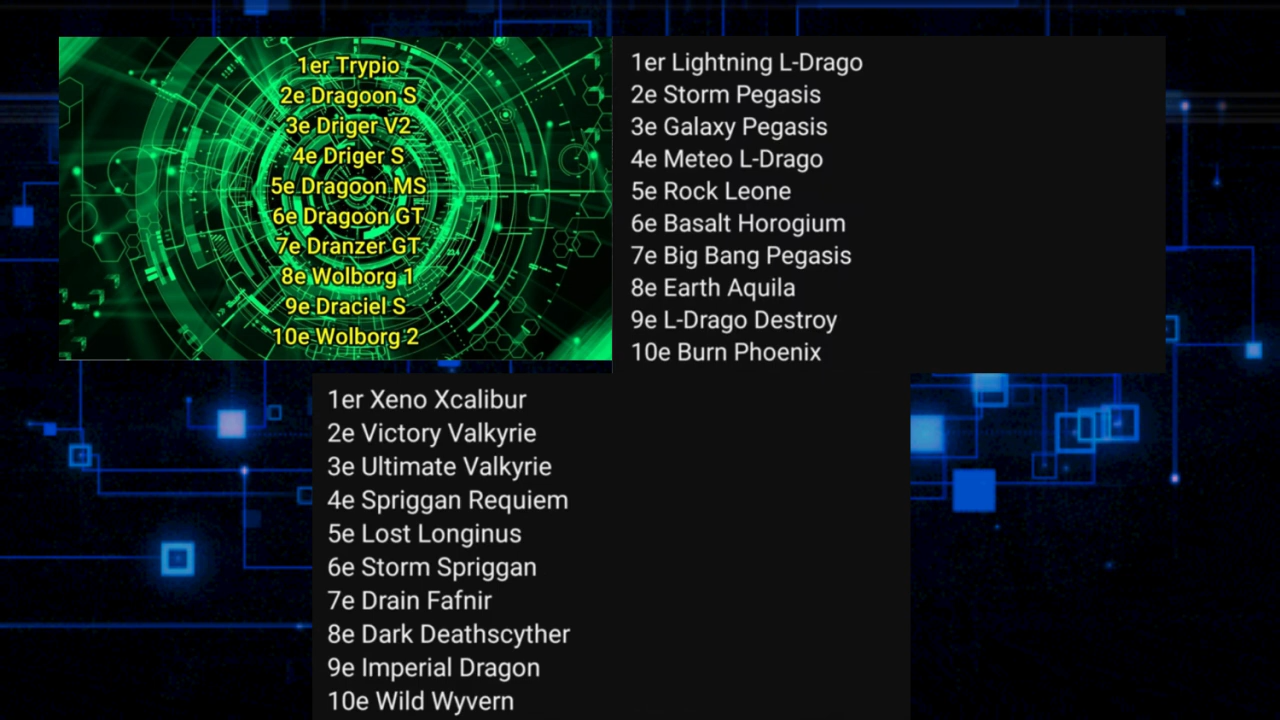 1er Trypio
2e Dragoon S
3e Driger V2
4e Driger S
5e Dragoon MS
6e Dragoon GT
7e Dranzer GT
8e Wolborg 1
9e Draciel S
10e Wolborg 2
1er Lightning L-Drago
2e Storm Pegasis
3e Galaxy Pegasis
4e Meteo L-Drago
5e Rock Leone
6e Basalt Horogium
7e Big Bang Pegasis
8e Earth Aquila
9e L-Drago Destroy
10e Burn Phoenix
1er Xeno Xcalibur
2e Victory Valkyrie
3e Ultimate Valkyrie
4e Spriggan Requiem
5e Lost Longinus
6e Storm Spriggan
7e Drain Fafnir
8e Dark Deathscyther
9e Imperial Dragon
10e Wild Wyvern